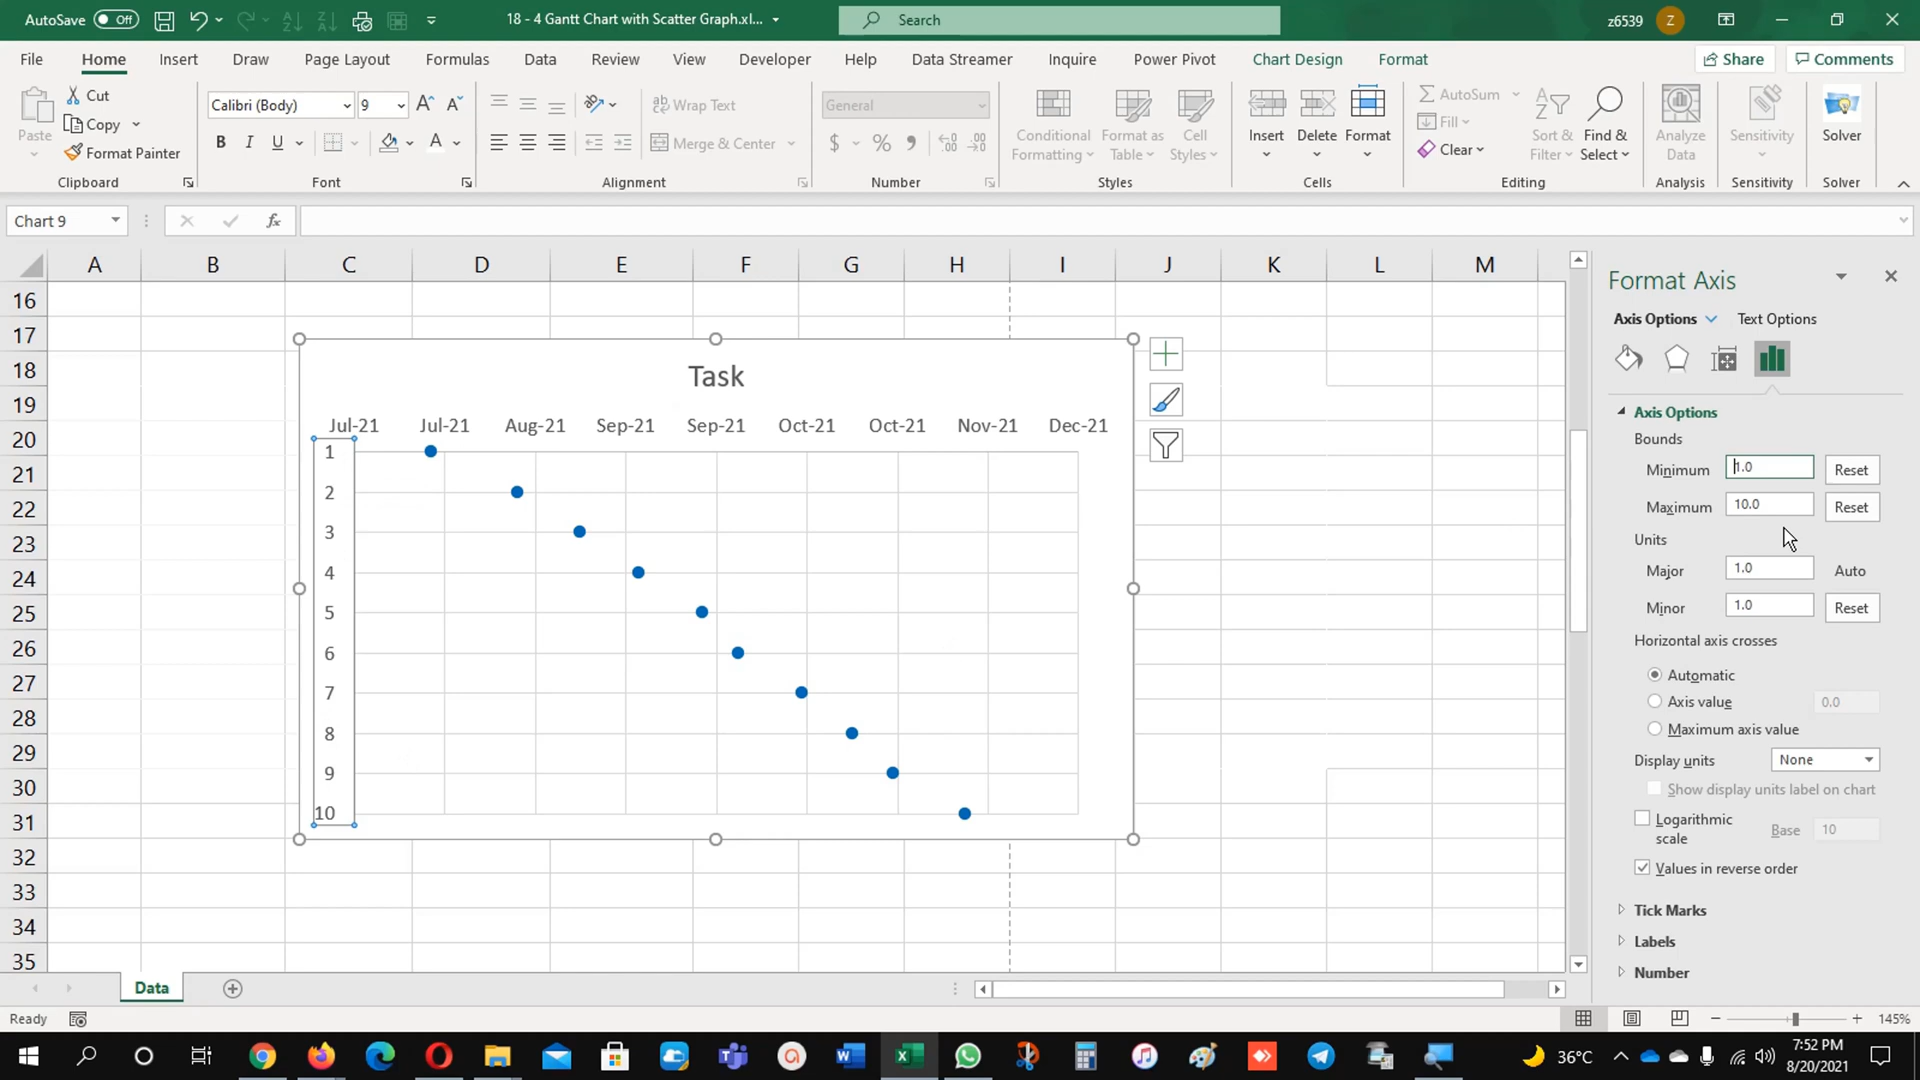 AutoSave Off 18 - 4 Gantt Chart with Scatter Graph.xl... Search z6539 Z
File Home Insert Draw Page Layout Formulas Data Review View Developer Help Data Streamer Inquire Power Pivot Chart Design Format Share Comments
Paste
Cut
Copy
Format Painter
Clipboard
Calibri (Body) 9
B I U
Font
Wrap Text
Merge & Center
Alignment
General
$ % 9
Number
Conditional Formatting
Format as Table
Cell Styles
Styles
Insert
Delete
Format
Cells
AutoSum
Fill
Clear
Sort & Filter
Find & Select
Editing
Analyze Data
Analysis
Sensitivity
Sensitivity
Solver
Solver
Chart 9 fx
A B C D E F G H I J K L M
16
17
18
19
20
21
22
23
24
25
26
27
28
29
30
31
32
33
34
35
Task
Jul-21 Jul-21 Aug-21 Sep-21 Sep-21 Oct-21 Oct-21 Nov-21 Dec-21
1
2
3
4
5
6
7
8
9
10
Format Axis
Axis Options Text Options
Axis Options
Bounds
Minimum 1.0 Reset
Maximum 10.0 Reset
Units
Major 1.0 Auto
Minor 1.0 Reset
Horizontal axis crosses
Automatic
Axis value 0.0
Maximum axis value
Display units None
Show display units label on chart
Logarithmic scale Base 10
Values in reverse order
Tick Marks
Labels
Number
Data
Ready 145%
36°C 7:52 PM
8/20/2021